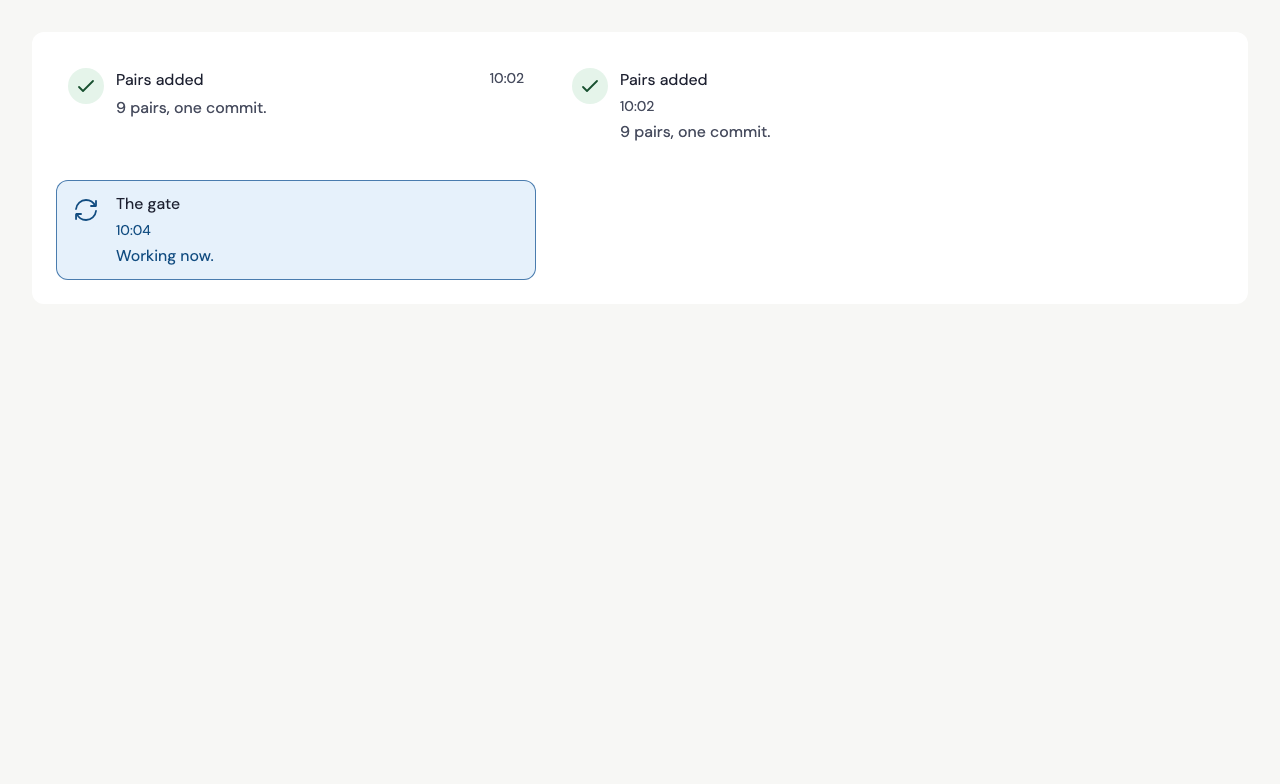 Pairs added
10:02
9 pairs, one commit.
Pairs added
10:02
9 pairs, one commit.
The gate
10:04
Working now.